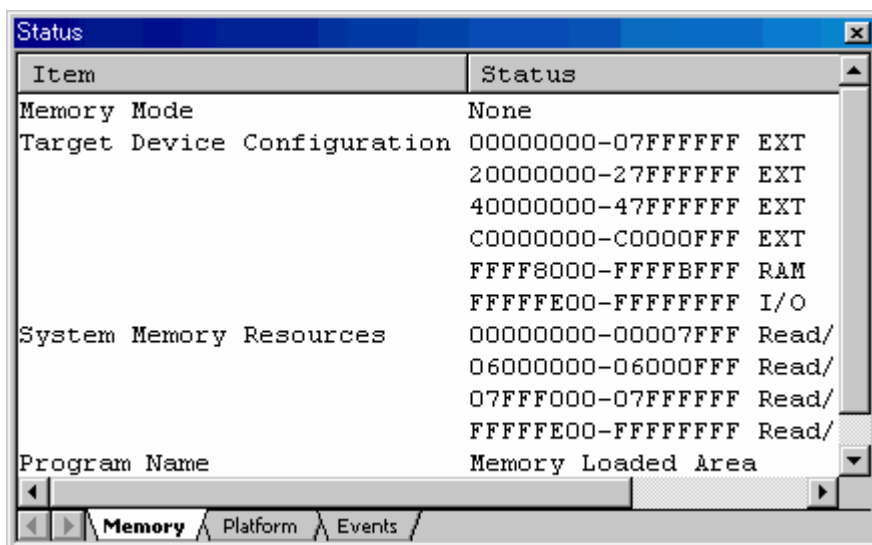 Status
Item Status
Memory Mode None
Target Device Configuration 00000000-07FFFFFF EXT
20000000-27FFFFFF EXT
40000000-47FFFFFF EXT
C0000000-C0000FFF EXT
FFFF8000-FFFFBFFF RAM
FFFFFE00-FFFFFFFF I/O
System Memory Resources 00000000-00007FFF Read/
06000000-06000FFF Read/
07FFF000-07FFFFFF Read/
FFFFFE00-FFFFFFFF Read/
Program Name Memory Loaded Area
Memory Platform Events